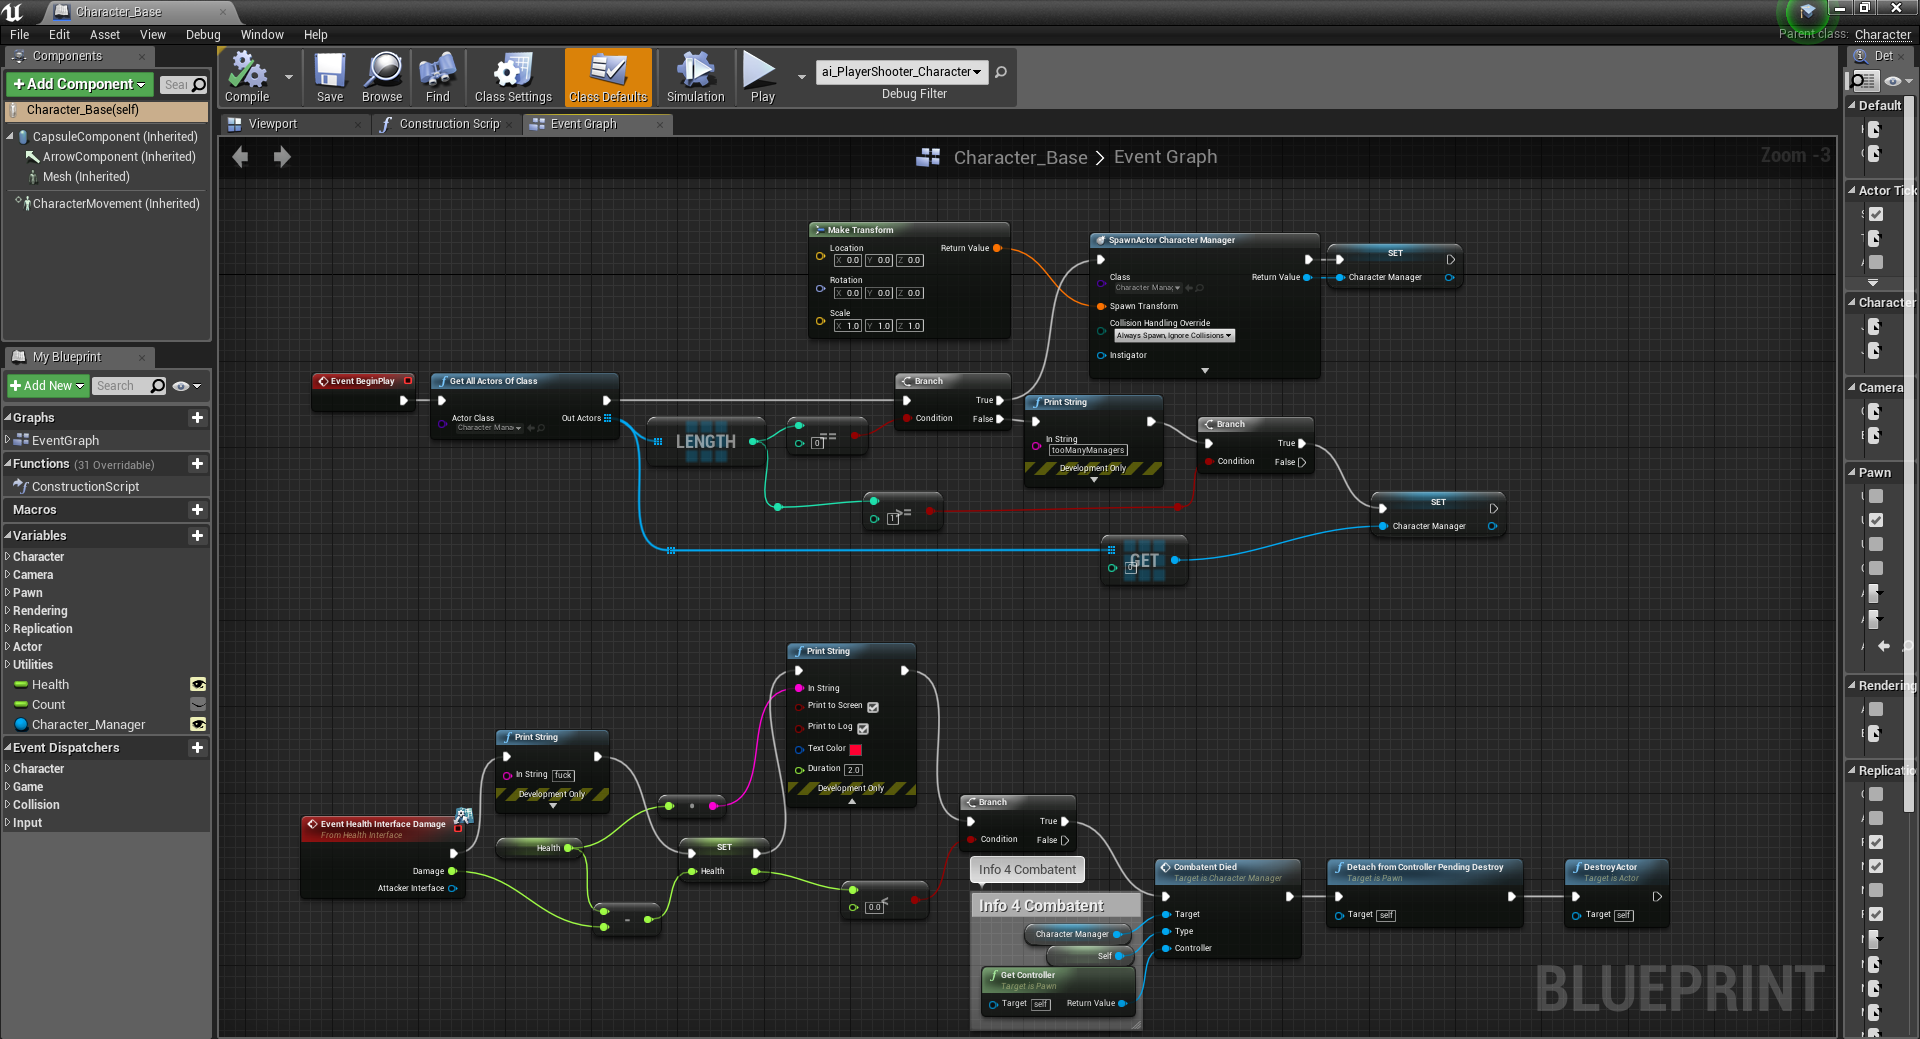 Character_Base
File Edit Asset View Debug Window Help
Parent class: Character
Components
+ Add Component
Sea
Character_Base(self)
CapsuleComponent (Inherited)
ArrowComponent (Inherited)
Mesh (Inherited)
CharacterMovement (Inherited)
My Blueprint
+ Add New
Search
Graphs
EventGraph
Functions (31 Overridable)
ConstructionScript
Macros
Variables
Character
Camera
Pawn
Rendering
Replication
Actor
Utilities
Health
Count
Character_Manager
Event Dispatchers
Character
Game
Collision
Input
Compile
Save
Browse
Find
Class Settings
Class Defaults
Simulation
Play
ai_PlayerShooter_Character
Debug Filter
Viewport
Construction Scrip
Event Graph
Character_Base > Event Graph
Zoom -3
Make Transform
Location
Return Value
X 0.0 Y 0.0 Z 0.0
Rotation
X 0.0 Y 0.0 Z 0.0
Scale
X 1.0 Y 1.0 Z 1.0
SpawnActor Character Manager
Class
Return Value
Character Manag
Spawn Transform
Collision Handling Override
Always Spawn, Ignore Collisions
Instigator
SET
Character Manager
Event BeginPlay
Get All Actors Of Class
Actor Class
Out Actors
Character Mana
LENGTH
==
0
Branch
True
Condition
False
Print String
In String
tooManyManagers
Development Only
Branch
True
Condition
False
>=
1
GET
0
SET
Character Manager
Print String
In String
Print to Screen
Print to Log
Text Color
Duration 2.0
Development Only
Print String
In String fuck
Development Only
Event Health Interface Damage
From Health Interface
Damage
Attacker Interface
Health
-
SET
Health
<
0.0
Branch
True
Condition
False
Info 4 Combatent
Info 4 Combatent
Character Manager
Self
Get Controller
Target is Pawn
Target self
Return Value
Combatent Died
Target is Character Manager
Target
Type
Controller
Detach from Controller Pending Destroy
Target is Pawn
Target self
DestroyActor
Target is Actor
Target self
BLUEPRINT
Det
Default
Actor Tick
Character
Camera
Pawn
Rendering
Replicatio